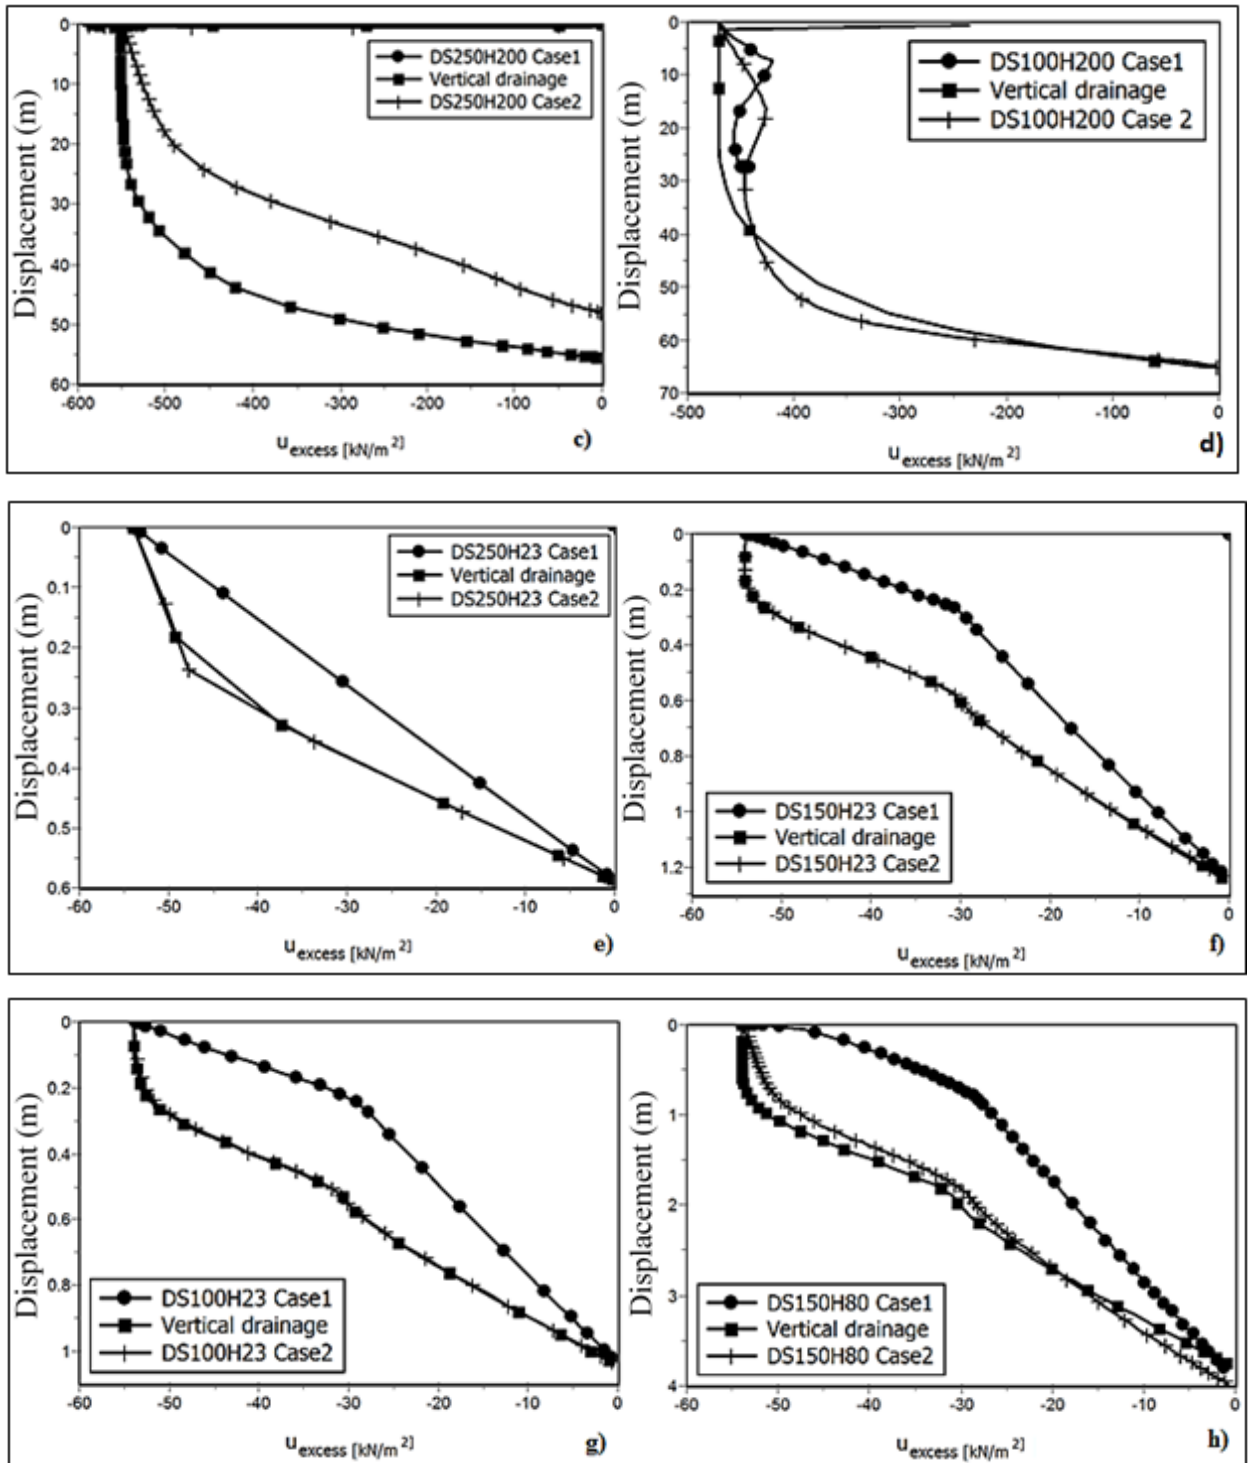 DS250H200 Case1
Vertical drainage
DS250H200 Case2
Displacement (m)
0
10
20
30
40
50
60
-600 -500 -400 -300 -200 -100 0
u excess [kN/m²]
c)
DS100H200 Case1
Vertical drainage
DS100H200 Case 2
Displacement (m)
0
10
20
30
40
50
60
70
-500 -400 -300 -200 -100 0
u excess [kN/m²]
d)
DS250H23 Case1
Vertical drainage
DS250H23 Case2
Displacement (m)
0
0.1
0.2
0.3
0.4
0.5
0.6
-60 -50 -40 -30 -20 -10 0
u excess [kN/m²]
e)
Displacement (m)
0
0.2
0.4
0.6
0.8
1
1.2
DS150H23 Case1
Vertical drainage
DS150H23 Case2
-60 -50 -40 -30 -20 -10 0
u excess [kN/m²]
f)
Displacement (m)
0
0.2
0.4
0.6
0.8
1
DS100H23 Case1
Vertical drainage
DS100H23 Case2
-60 -50 -40 -30 -20 -10 0
u excess [kN/m²]
g)
Displacement (m)
0
1
2
3
4
DS150H80 Case1
Vertical drainage
DS150H80 Case2
-60 -50 -40 -30 -20 -10 0
u excess [kN/m²]
h)